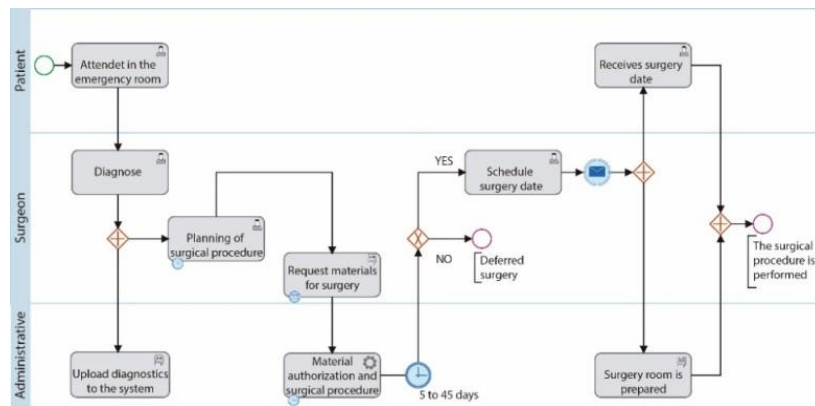 Patient
Attendet in the
emergency room
Receives surgery
date
Surgeon
Diagnose
Planning of
surgical procedure
Request materials
for surgery
YES
NO
Schedule
surgery date
Deferred
surgery
The surgical
procedure is
performed
Administrative
Upload diagnostics
to the system
Material
authorization and
surgical procedure
5 to 45 days
Surgery room is
prepared